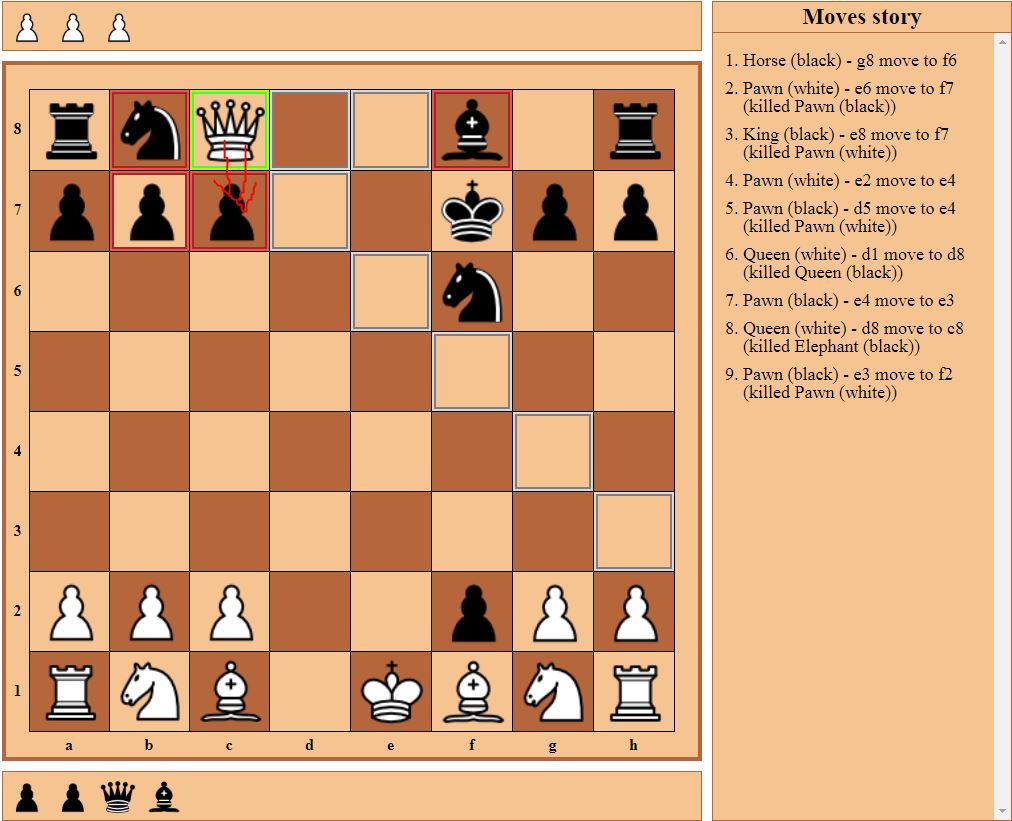 Moves story
1. Horse (black) - g8 move to f6
2. Pawn (white) - e6 move to f7
(killed Pawn (black))
3. King (black) - e8 move to f7
(killed Pawn (white))
4. Pawn (white) - e2 move to e4
5. Pawn (black) - d5 move to e4
(killed Pawn (white))
6. Queen (white) - d1 move to d8
(killed Queen (black))
7. Pawn (black) - e4 move to e3
8. Queen (white) - d8 move to c8
(killed Elephant (black))
9. Pawn (black) - e3 move to f2
(killed Pawn (white))
8
7
6
5
4
3
2
1
a b c d e f g h